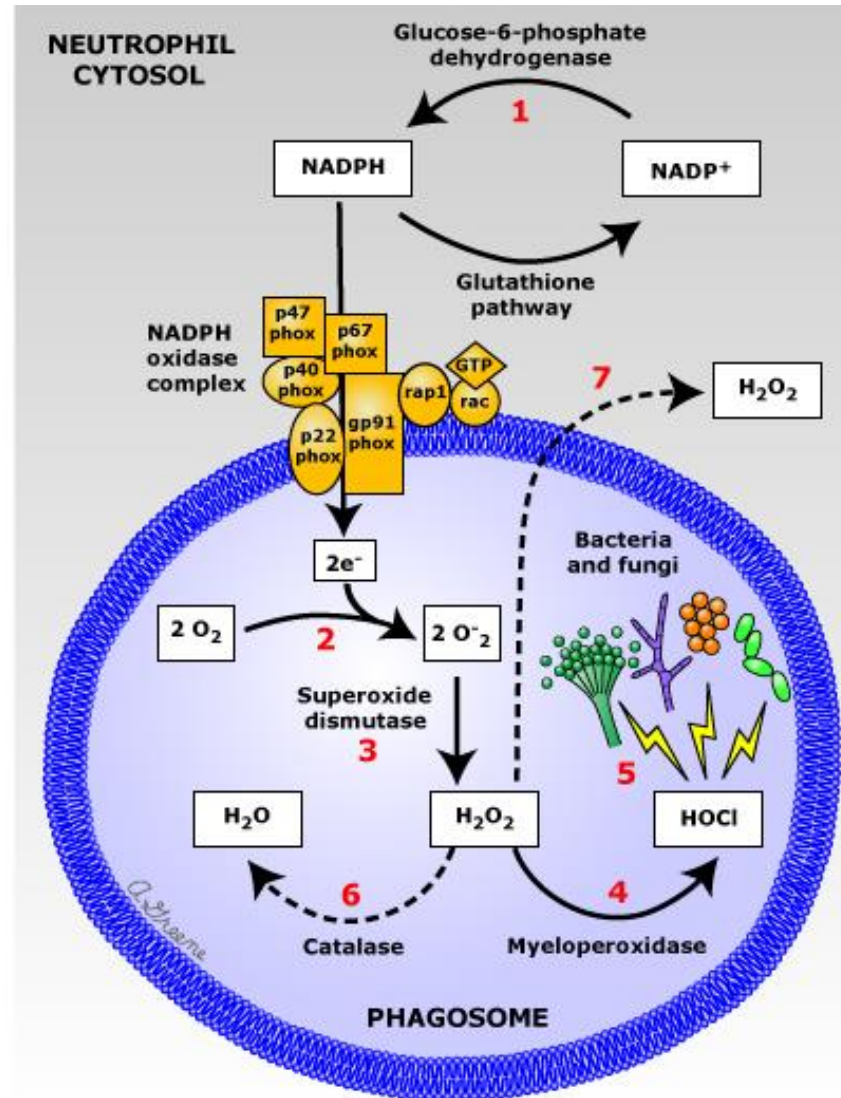 NEUTROPHIL
CYTOSOL
Glucose-6-phosphate
dehydrogenase
1
NADPH
NADP+
Glutathione
pathway
NADPH
oxidase
complex
p47
phox
p67
phox
p40
phox
p22
phox
gp91
phox
rap1
GTP
rac
7
H2O2
2e-
Bacteria
and fungi
2 O2
2
2 O-2
Superoxide
dismutase
3
5
H2O
H2O2
HOCl
6
4
Catalase
Myeloperoxidase
A. Greene
PHAGOSOME